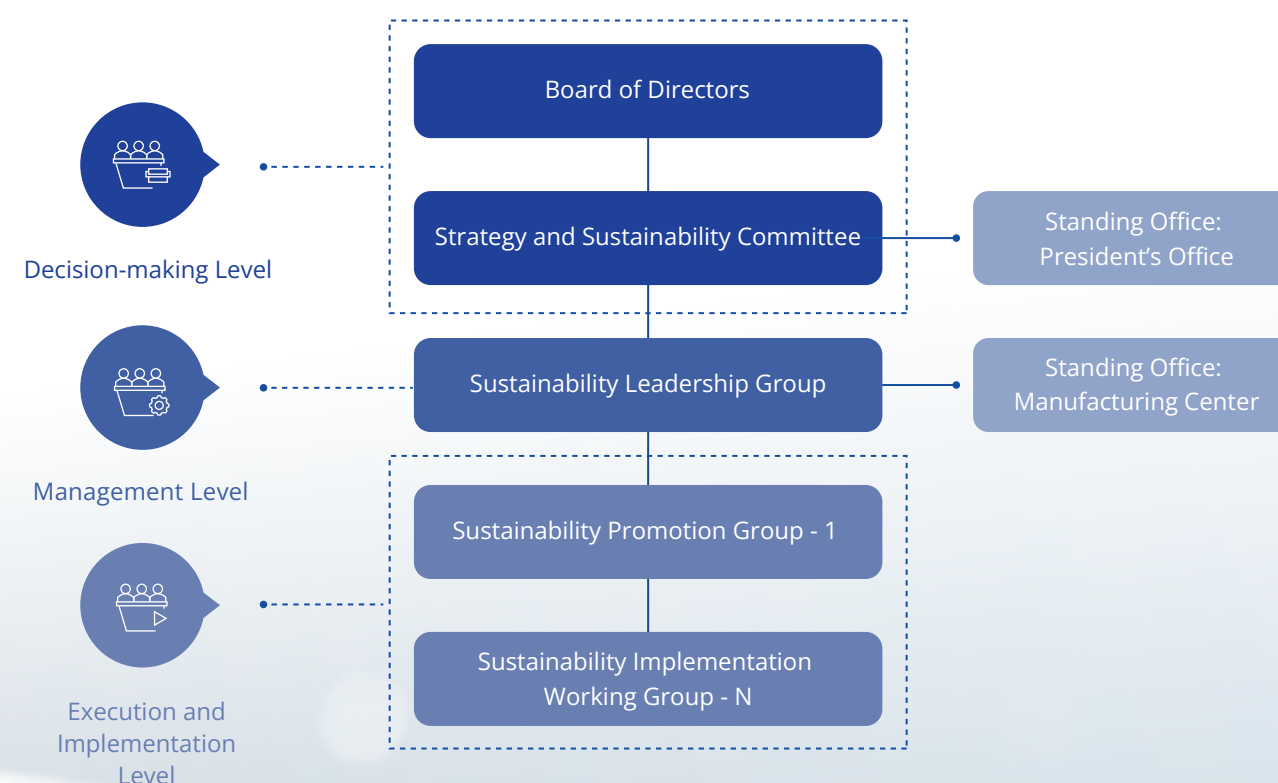 Board of Directors
Strategy and Sustainability Committee
Standing Office:
President’s Office
Decision-making Level
Sustainability Leadership Group
Standing Office:
Manufacturing Center
Management Level
Sustainability Promotion Group - 1
Sustainability Implementation
Working Group - N
Execution and
Implementation
Level